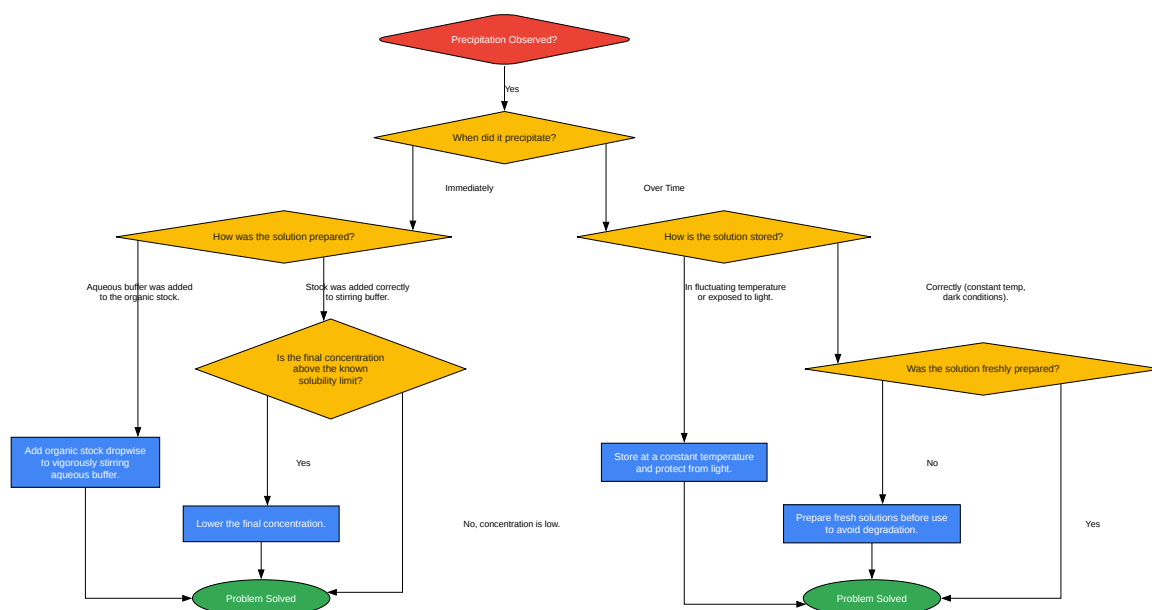 Precipitation Observed?
Yes
When did it precipitate?
Immediately
Over Time
How was the solution prepared?
How is the solution stored?
Aqueous buffer was added
to the organic stock.
Stock was added correctly
to stirring buffer.
In fluctuating temperature
or exposed to light.
Correctly (constant temp,
dark conditions).
Is the final concentration
above the known
solubility limit?
Was the solution freshly prepared?
Add organic stock dropwise
to vigorously stirring
aqueous buffer.
Yes
Store at a constant temperature
and protect from light.
No
Lower the final concentration.
No, concentration is low.
Prepare fresh solutions before use
to avoid degradation.
Yes
Problem Solved
Problem Solved